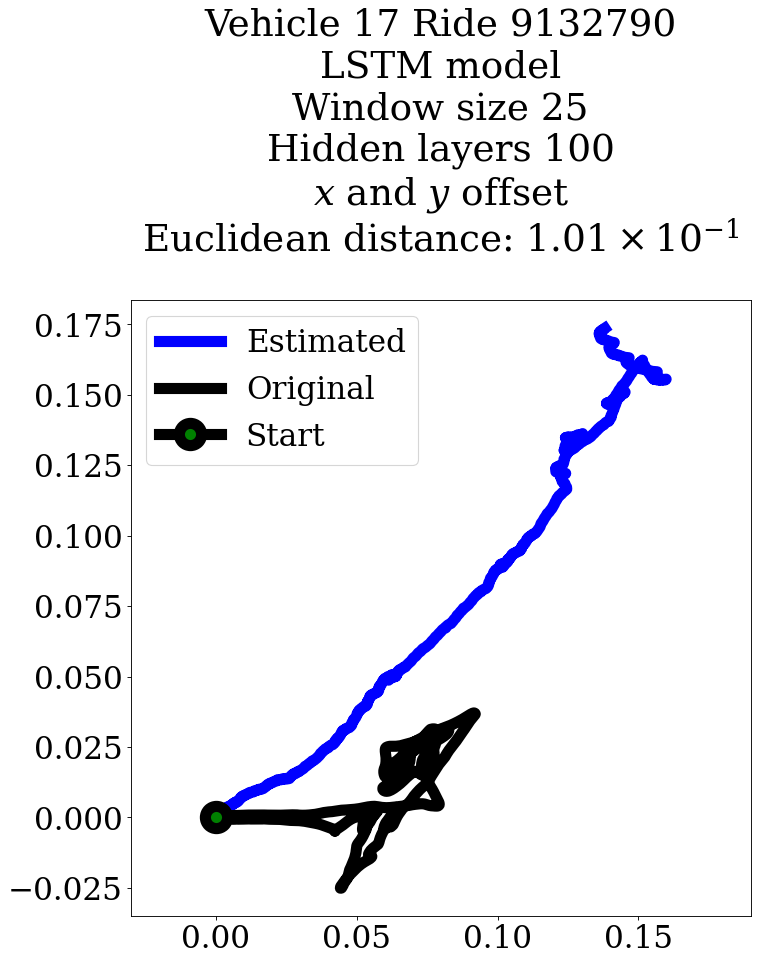 Vehicle 17 Ride 9132790
LSTM model
Window size 25
Hidden layers 100
x and y offset
Euclidean distance: 1.01 × 10⁻¹
Estimated
Original
Start
0.175
0.150
0.125
0.100
0.075
0.050
0.025
0.000
−0.025
0.00 0.05 0.10 0.15